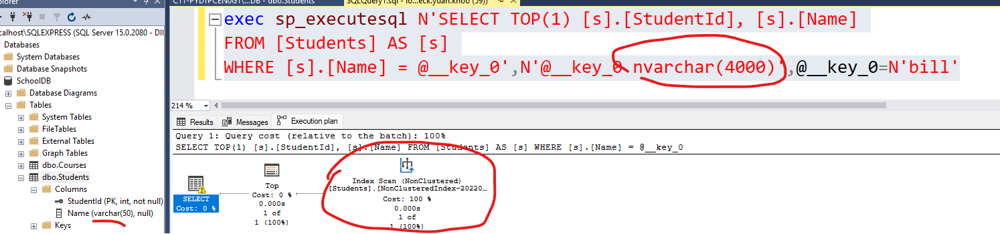 plorer
CTT-PYDTPCEN0GT\...DB - dbo.Students
SQLQuery1.sql - lo...eck.yuan.khoo (59))*
calhost\SQLEXPRESS (SQL Server 15.0.2080 - DII
Databases
System Databases
Database Snapshots
SchoolDB
Database Diagrams
Tables
System Tables
FileTables
External Tables
Graph Tables
dbo.Courses
dbo.Students
Columns
StudentId (PK, int, not null)
Name (varchar(50), null)
Keys
exec sp_executesql N'SELECT TOP(1) [s].[StudentId], [s].[Name]
FROM [Students] AS [s]
WHERE [s].[Name] = @__key_0',N'@__key_0 nvarchar(4000)',@__key_0=N'bill'
214 %
Results Messages Execution plan
Query 1: Query cost (relative to the batch): 100%
SELECT TOP(1) [s].[StudentId], [s].[Name] FROM [Students] AS [s] WHERE [s].[Name] = @__key_0
SELECT
Cost: 0 %
Top
Cost: 0 %
0.000s
1 of
1 (100%)
Index Scan (NonClustered)
[Students].[NonClusteredIndex-20220...
Cost: 100 %
0.000s
1 of
1 (100%)